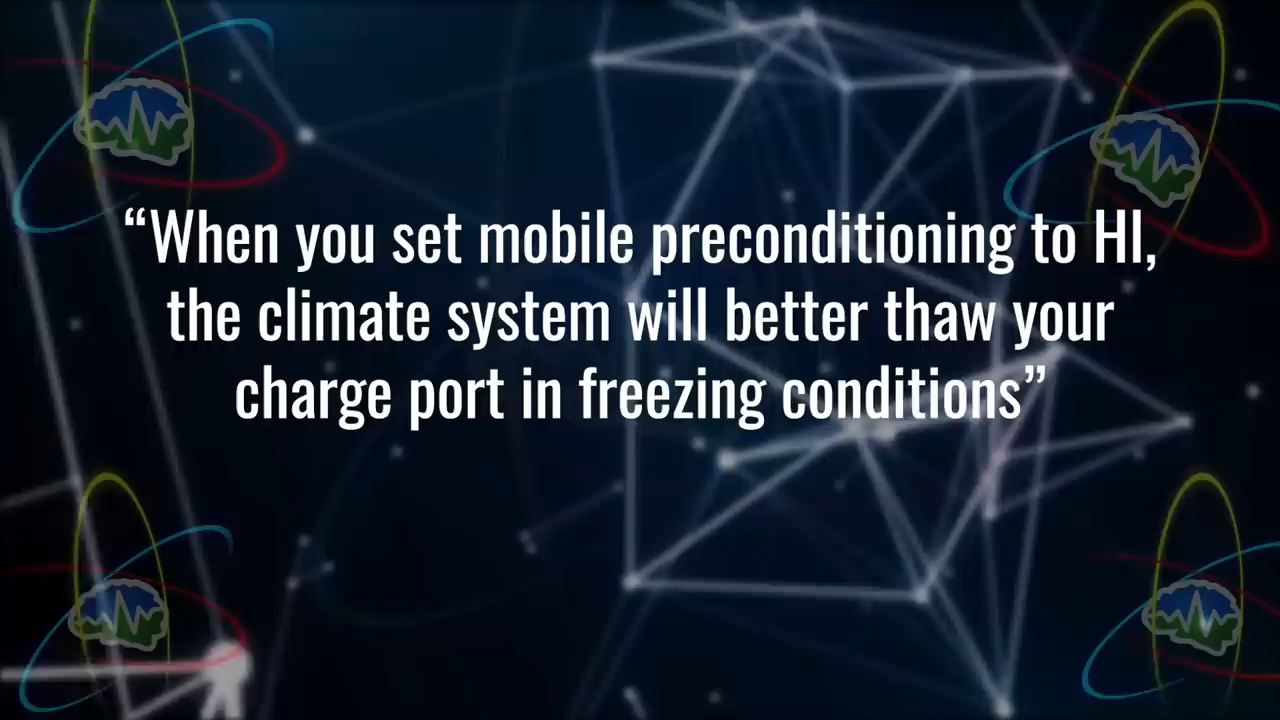 “When you set mobile preconditioning to HI,
the climate system will better thaw your
charge port in freezing conditions”